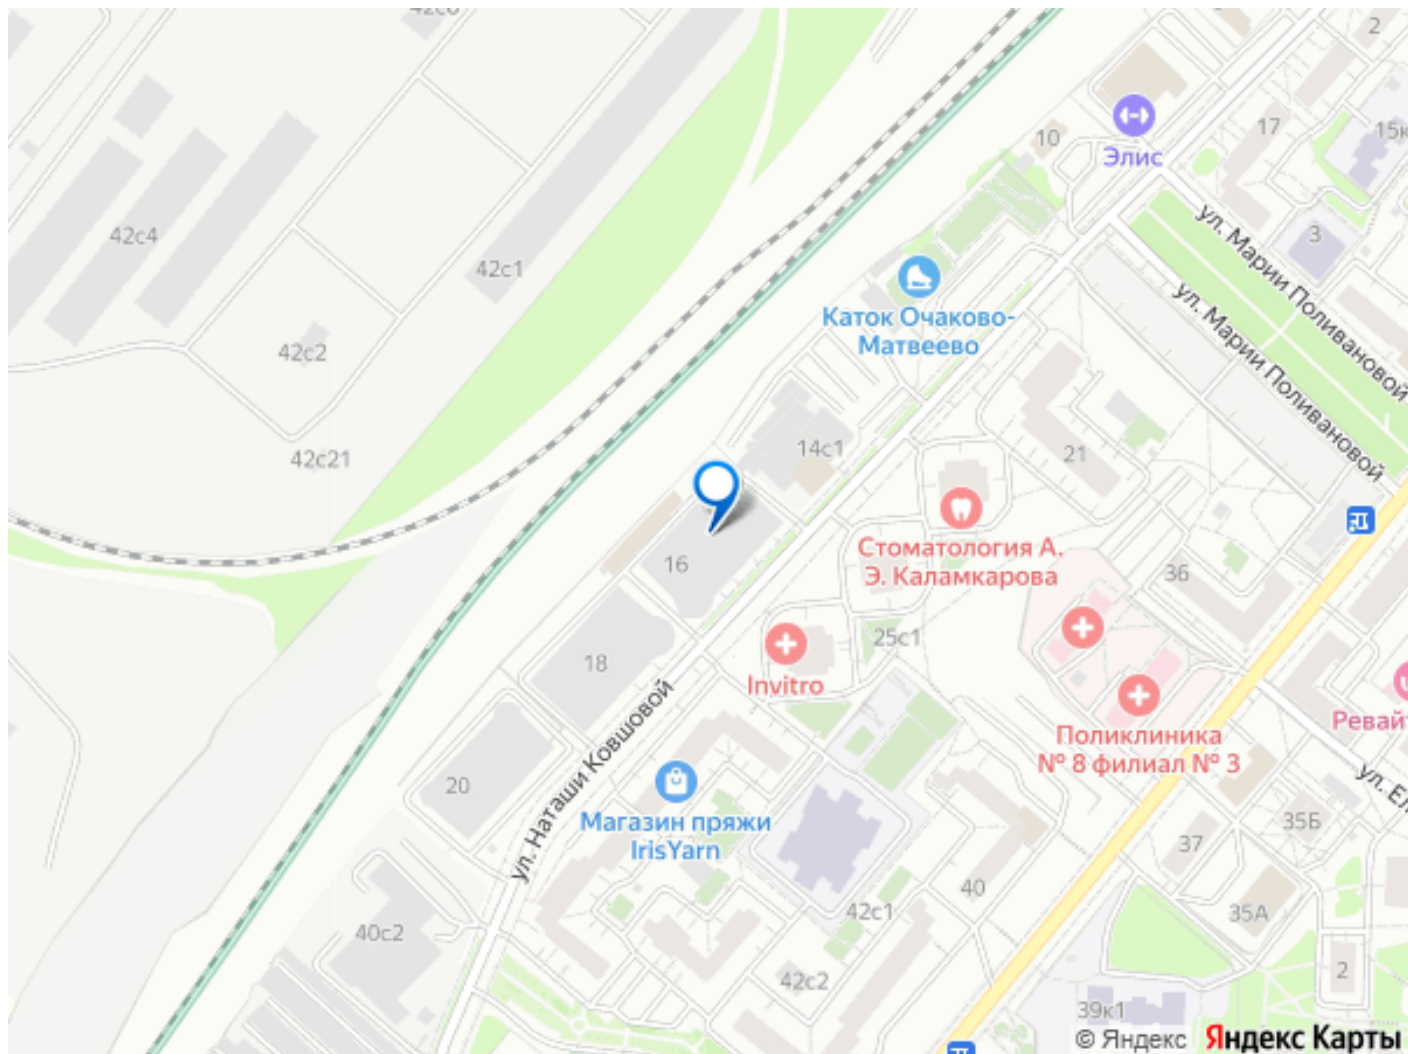 2
17
10
15к
Элис
42с4
3
ул. Марии Поливановой
42с1
Каток Очаково-
Матвеево
ул. Марии Поливановой
42с2
14с1
21
42с21
16
Стоматология А.
Э. Каламкарова
36
25с1
18
Invitro
ул. Наташи Ковшовой
Поликлиника
№ 8 филиал № 3
20
Магазин пряжи
IrisYarn
35Б
37
40
35А
42с1
40с2
42с2
2
39к1
© Яндекс Яндекс Карты